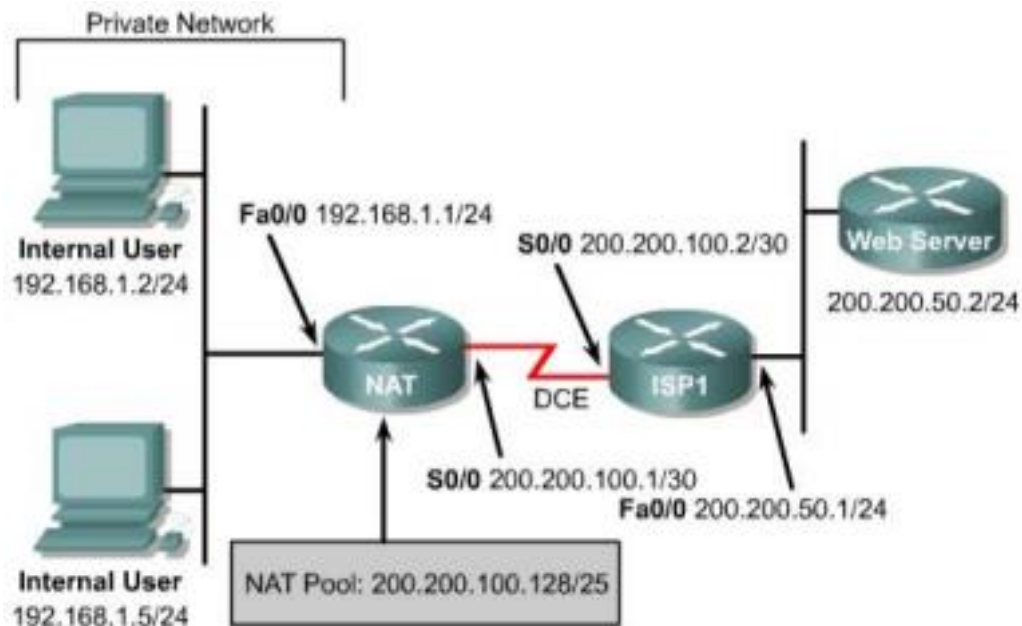 Private Network
Internal User
192.168.1.2/24
Fa0/0 192.168.1.1/24
S0/0 200.200.100.2/30
Web Server
200.200.50.2/24
NAT
DCE
ISP1
S0/0 200.200.100.1/30
Fa0/0 200.200.50.1/24
Internal User
192.168.1.5/24
NAT Pool: 200.200.100.128/25